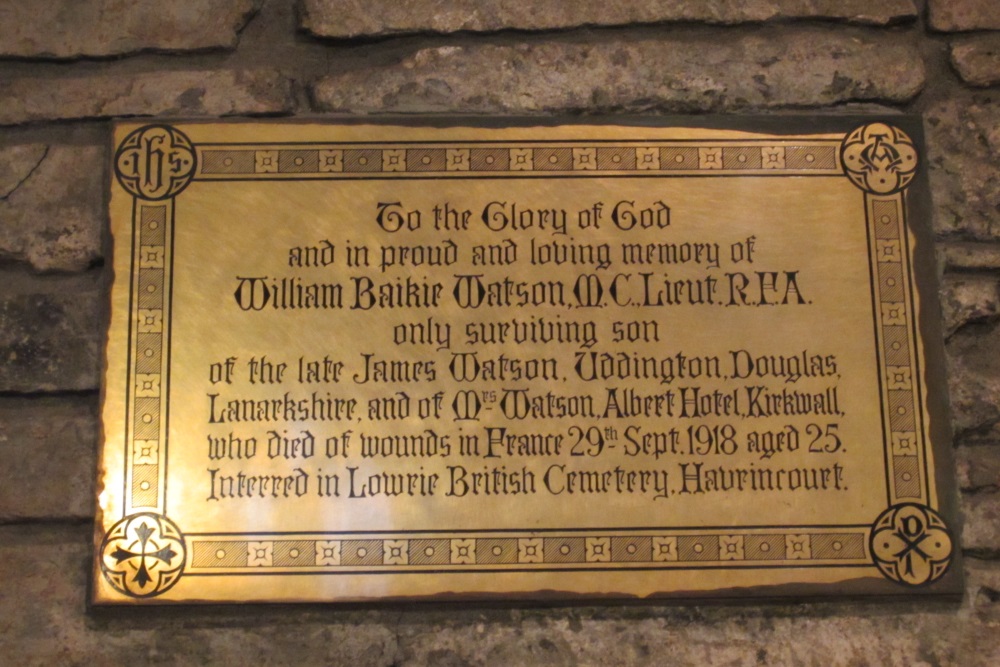 To the Glory of God
and in proud and loving memory of
William Baikie Watson, M.C. Lieut. R.F.A.
only surviving son
of the late James Watson, Uddington, Douglas,
Lanarkshire, and of Mrs Watson, Albert Hotel, Kirkwall,
who died of wounds in France 29th Sept. 1918 aged 25.
Interred in Lowrie British Cemetery, Havrincourt.
ihs